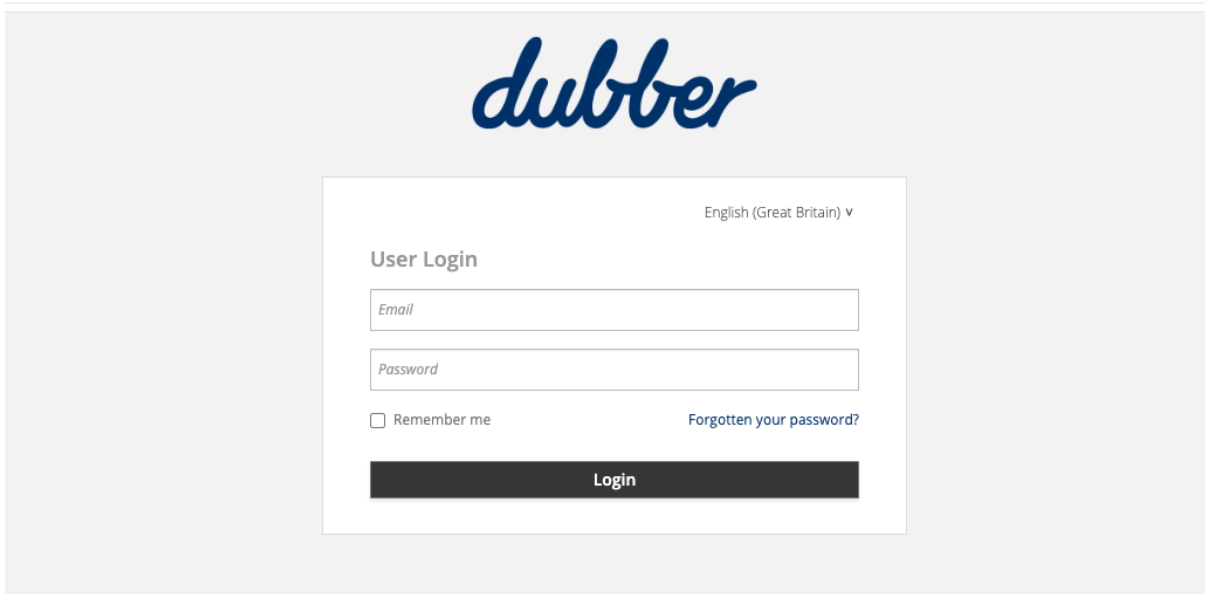 dubber
English (Great Britain) v
User Login
Email
Password
Remember me
Forgotten your password?
Login